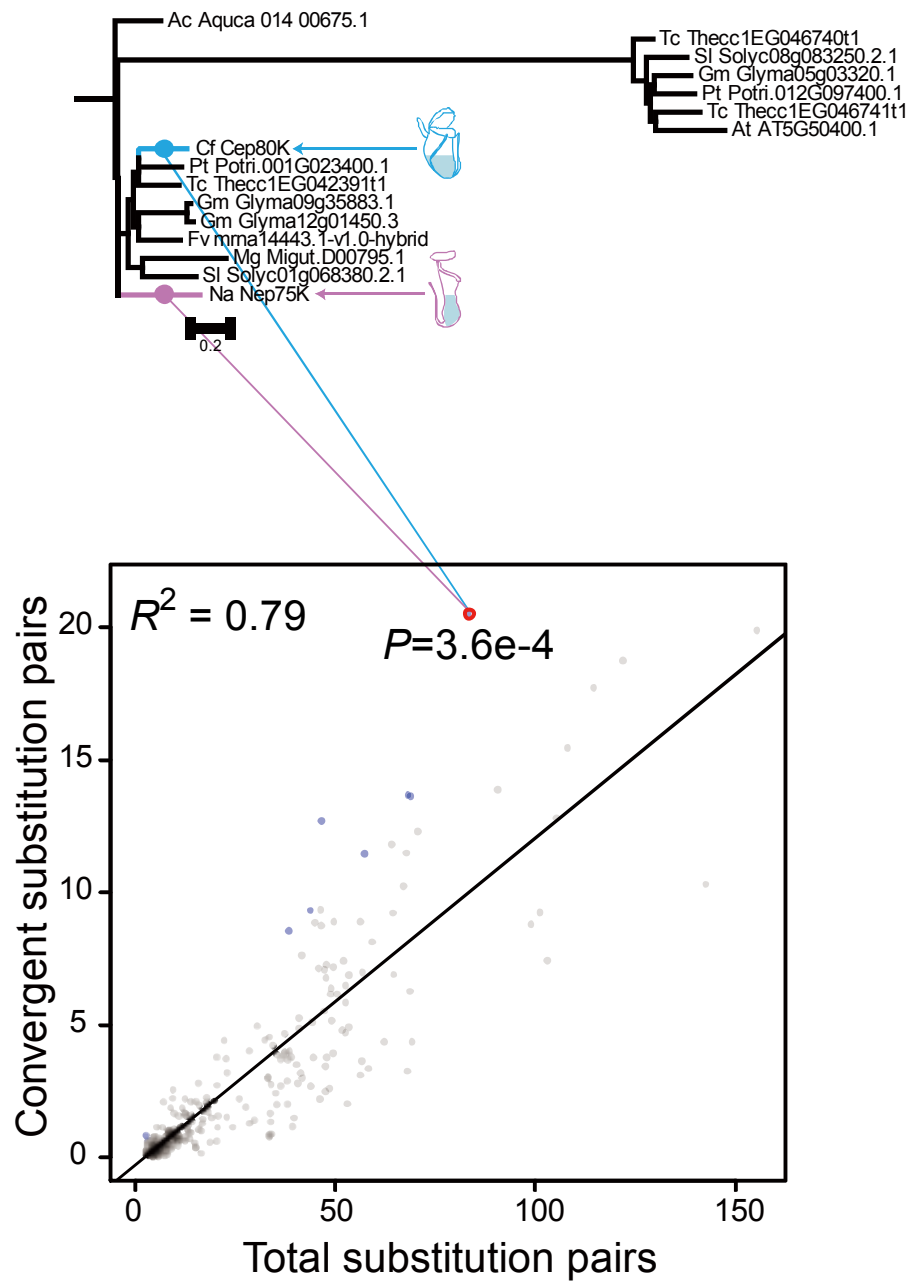 Ac Aquca 014 00675.1
Tc Thecc1EG046740t1
Sl Solyc08g083250.2.1
Gm Glyma05g03320.1
Pt Potri.012G097400.1
Tc Thecc1EG046741t1
At AT5G50400.1
Cf Cep80K
Pt Potri.001G023400.1
Tc Thecc1EG042391t1
Gm Glyma09g35883.1
Gm Glyma12g01450.3
Fv mrna14443.1-v1.0-hybrid
Mg Migut.D00795.1
Sl Solyc01g068380.2.1
Na Nep75K
0.2
R² = 0.79
P=3.6e-4
Convergent substitution pairs
20
15
10
5
0
0 50 100 150
Total substitution pairs